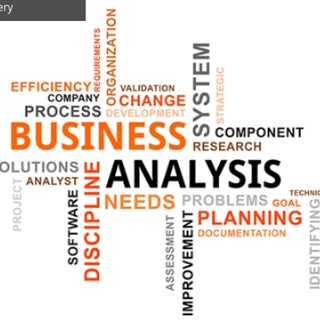 ery
REQUIREMENTS
ORGANIZATION
EFFICIENCY
VALIDATION
COMPANY
CHANGE
PROCESS
DEVELOPMENT
SYSTEM
STRATEGIC
BUSINESS
COMPONENT
RESEARCH
OLUTIONS
ANALYSIS
ANALYST
PROJECT
SOFTWARE
DISCIPLINE
NEEDS
PROBLEMS
TECHNIC
GOAL
PLANNING
DOCUMENTATION
ASSESSMENT
IMPROVEMENT
IDENTIFYING